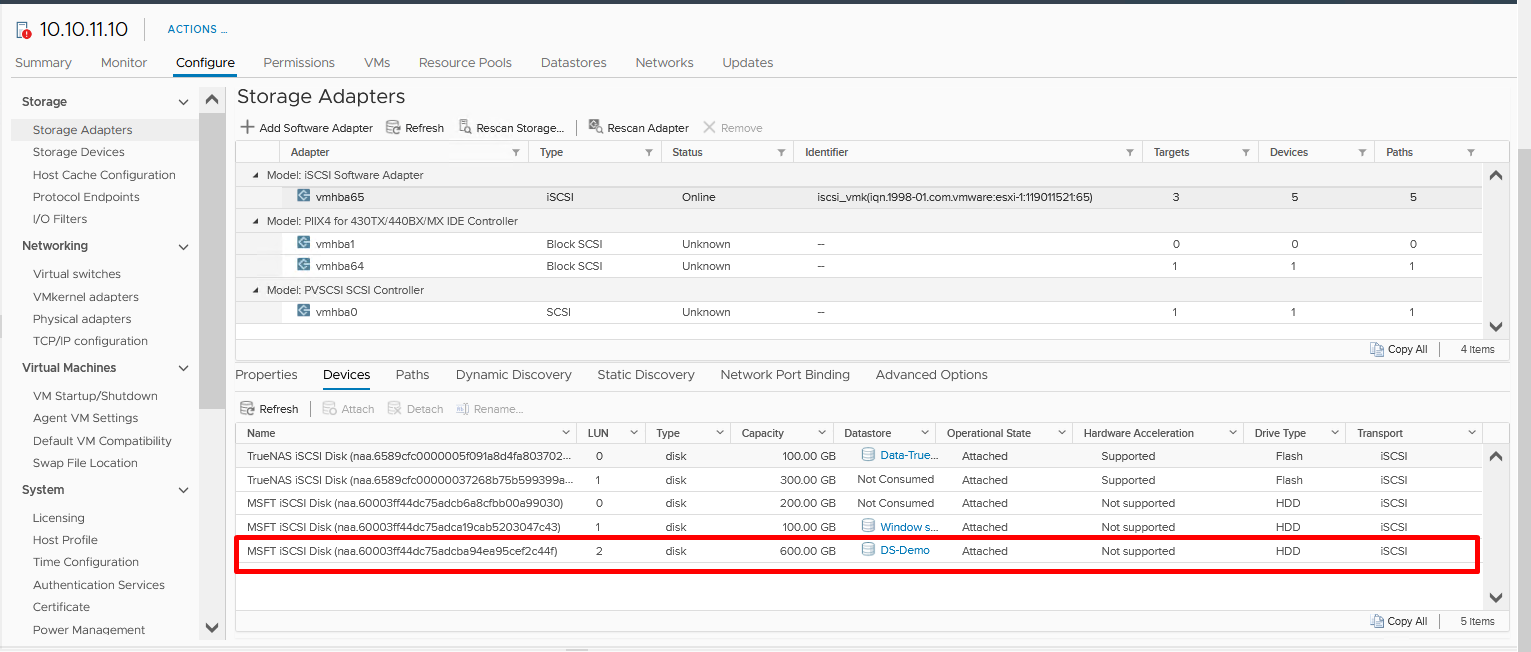 10.10.11.10 ACTIONS …
Summary Monitor Configure Permissions VMs Resource Pools Datastores Networks Updates
Storage
Storage Adapters
Storage Devices
Host Cache Configuration
Protocol Endpoints
I/O Filters
Networking
Virtual switches
VMkernel adapters
Physical adapters
TCP/IP configuration
Virtual Machines
VM Startup/Shutdown
Agent VM Settings
Default VM Compatibility
Swap File Location
System
Licensing
Host Profile
Time Configuration
Authentication Services
Certificate
Power Management
Storage Adapters
Add Software Adapter Refresh Rescan Storage... Rescan Adapter Remove
Adapter Type Status Identifier Targets Devices Paths
Model: iSCSI Software Adapter
vmhba65 iSCSI Online iscsi_vmk(iqn.1998-01.com.vmware:esxi-1:119011521:65) 3 5 5
Model: PIIX4 for 430TX/440BX/MX IDE Controller
vmhba1 Block SCSI Unknown -- 0 0 0
vmhba64 Block SCSI Unknown -- 1 1 1
Model: PVSCSI SCSI Controller
vmhba0 SCSI Unknown -- 1 1 1
Copy All 4 items
Properties Devices Paths Dynamic Discovery Static Discovery Network Port Binding Advanced Options
Refresh Attach Detach Rename...
Name LUN Type Capacity Datastore Operational State Hardware Acceleration Drive Type Transport
TrueNAS iSCSI Disk (naa.6589cfc0000005f091a8d4fa803702... 0 disk 100.00 GB Data-True... Attached Supported Flash iSCSI
TrueNAS iSCSI Disk (naa.6589cfc00000037268b75b599399a... 1 disk 300.00 GB Not Consumed Attached Supported Flash iSCSI
MSFT iSCSI Disk (naa.60003ff44dc75adcb6a8cfbb00a99030) 0 disk 200.00 GB Not Consumed Attached Not supported HDD iSCSI
MSFT iSCSI Disk (naa.60003ff44dc75adca19cab5203047c43) 1 disk 100.00 GB Window s... Attached Not supported HDD iSCSI
MSFT iSCSI Disk (naa.60003ff44dc75adcba94ea95cef2c44f) 2 disk 600.00 GB DS-Demo Attached Not supported HDD iSCSI
Copy All 5 items